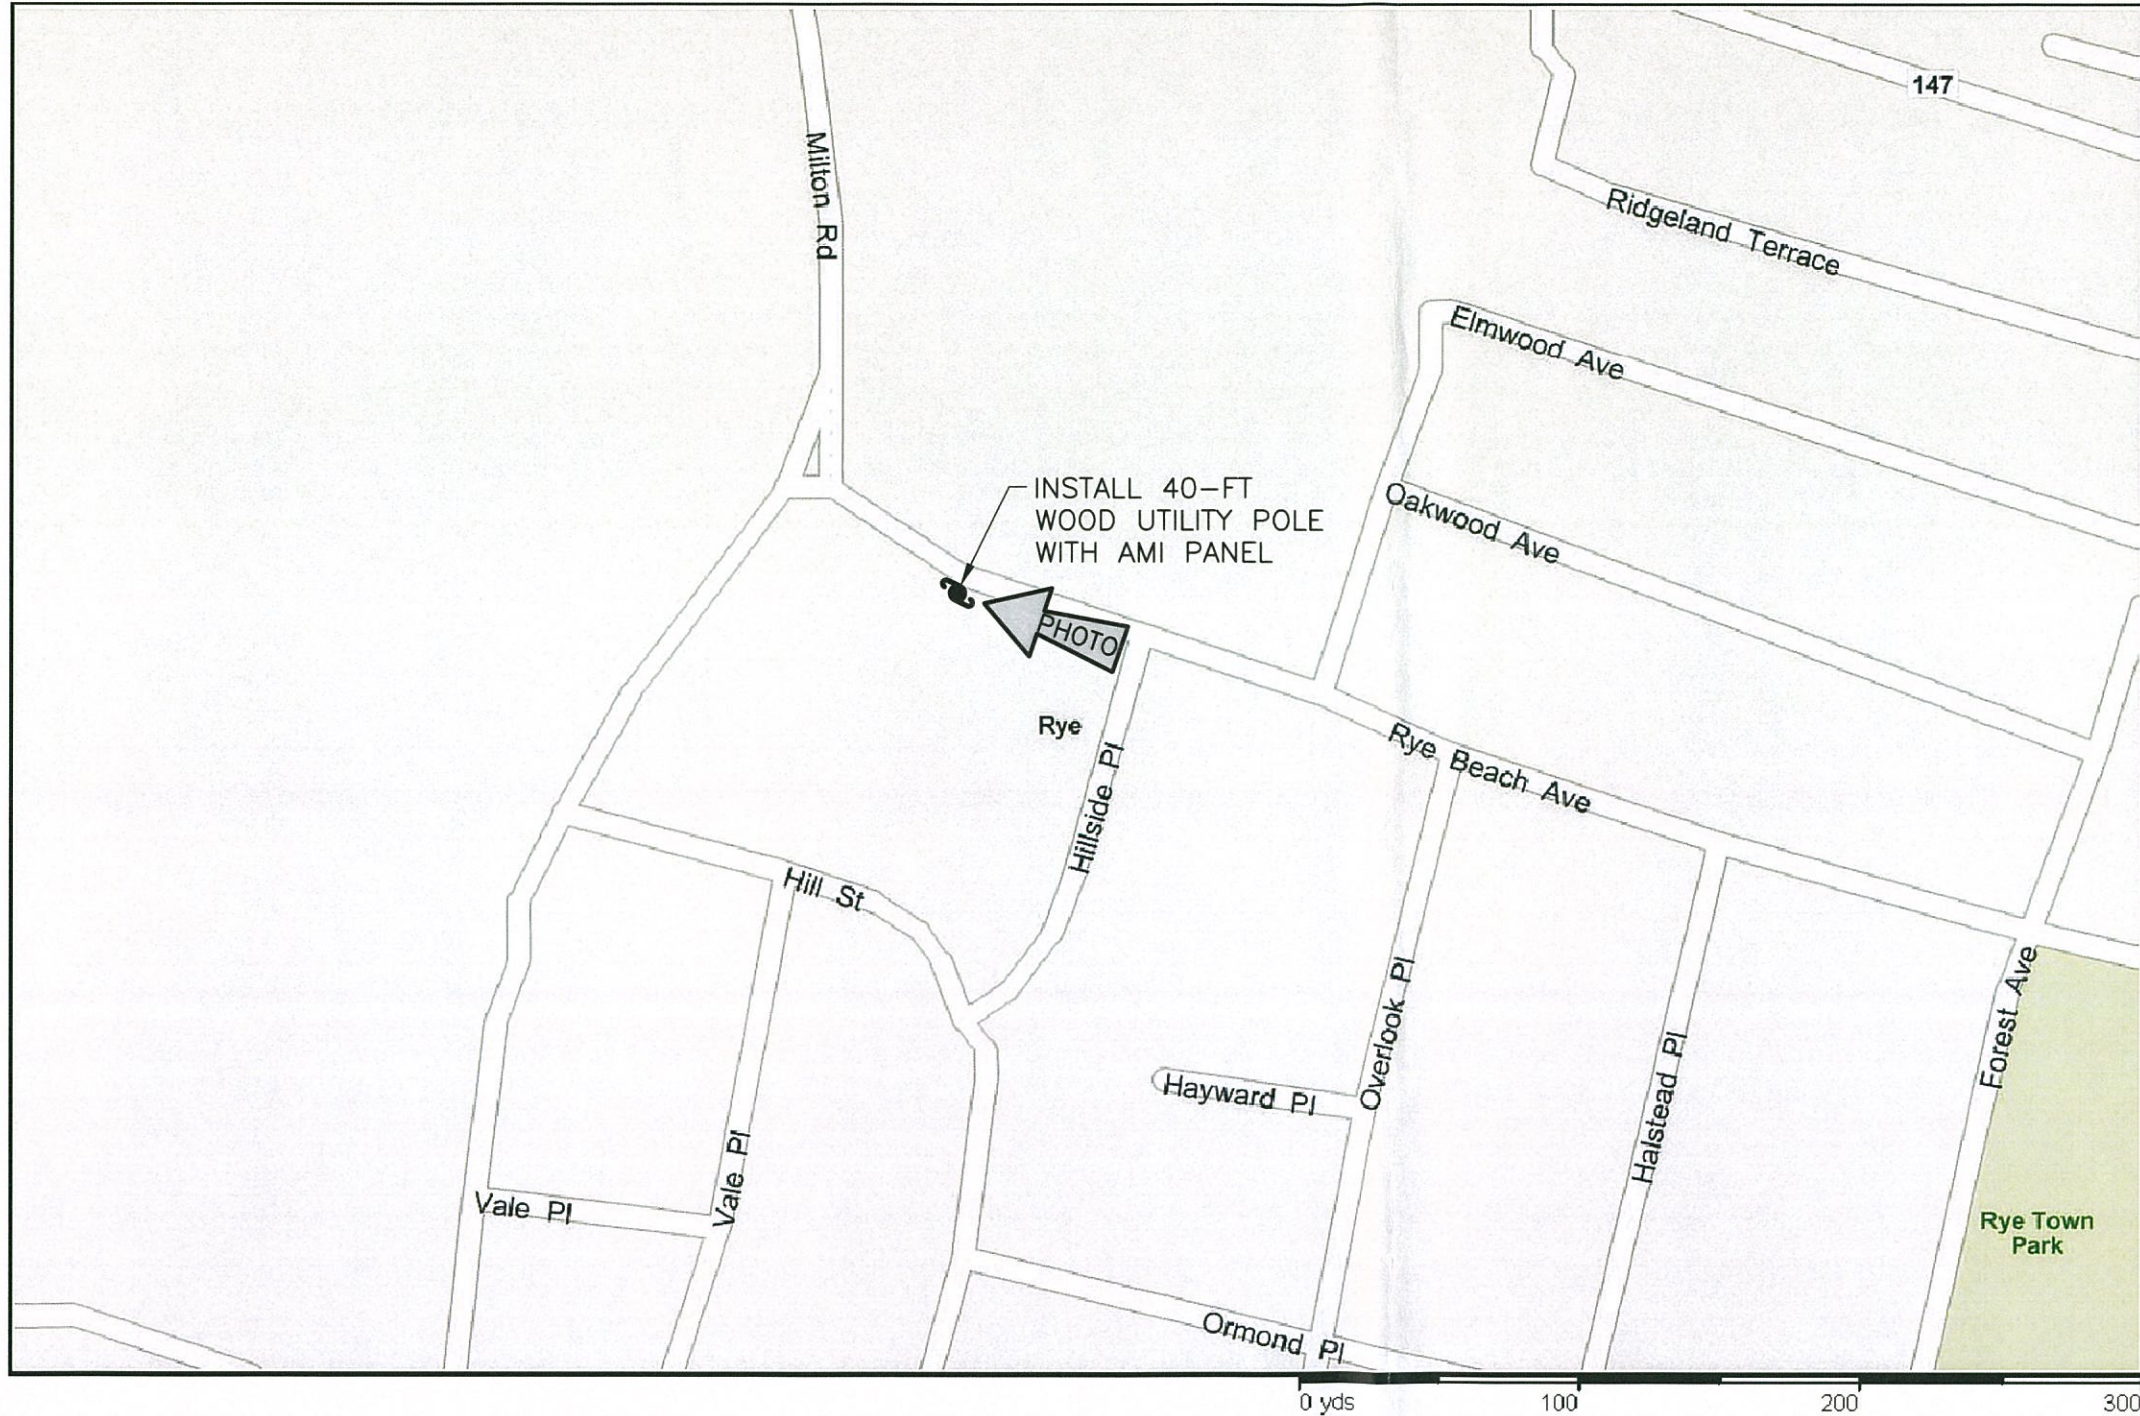 147
Milton Rd
Ridgeland Terrace
Elmwood Ave
INSTALL 40-FT
WOOD UTILITY POLE
WITH AMI PANEL
Oakwood Ave
PHOTO
Rye
Rye Beach Ave
Hillside Pl
Hill St
Overlook Pl
Forest Ave
Halstead Pl
Hayward Pl
Vale Pl
Vale Pl
Rye Town
Park
Ormond Pl
0 yds 100 200 300